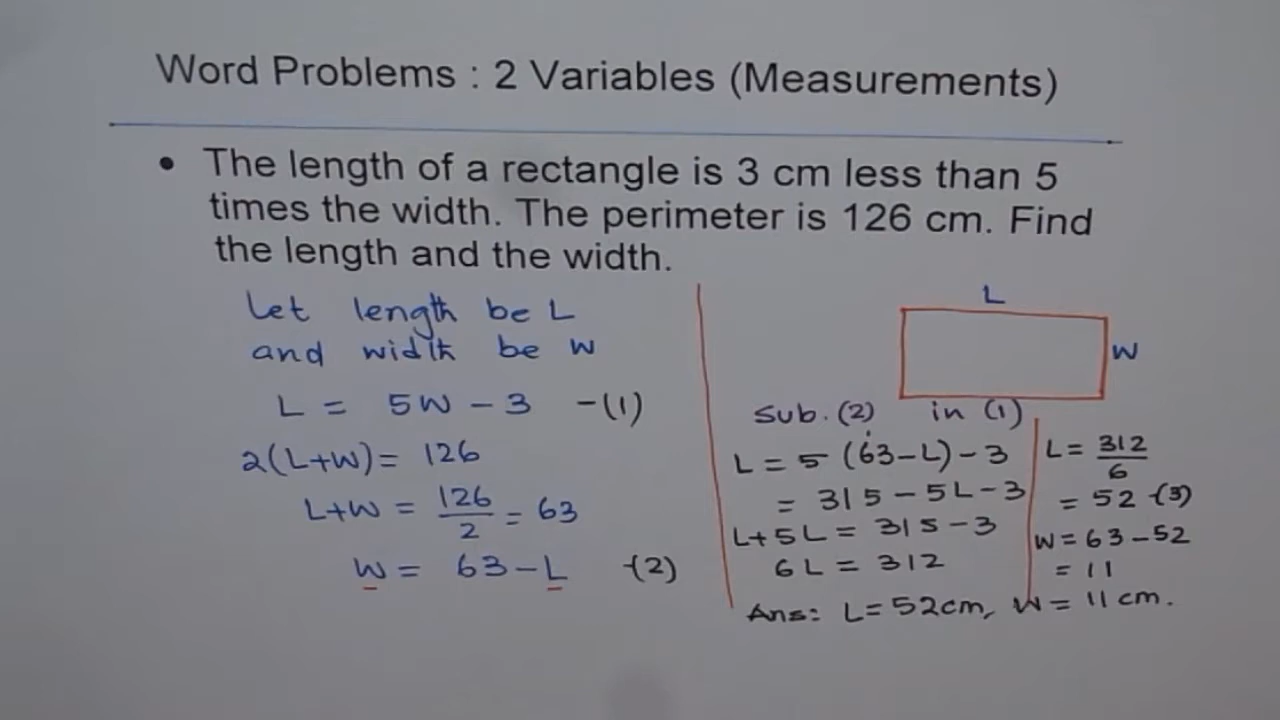 Word Problems : 2 Variables (Measurements)
• The length of a rectangle is 3 cm less than 5
times the width. The perimeter is 126 cm. Find
the length and the width.
Let length be L
and width be W
L = 5W - 3 -(1)
2(L+W) = 126
L+W = 126/2 = 63
W = 63-L -(2)
L
W
Sub. (2) in (1)
L = 5 (63-L) - 3
= 315 - 5L - 3
L+5L = 315 - 3
6L = 312
L = 312/6
= 52 -(3)
W = 63 - 52
= 11
Ans: L = 52cm, W = 11 cm.